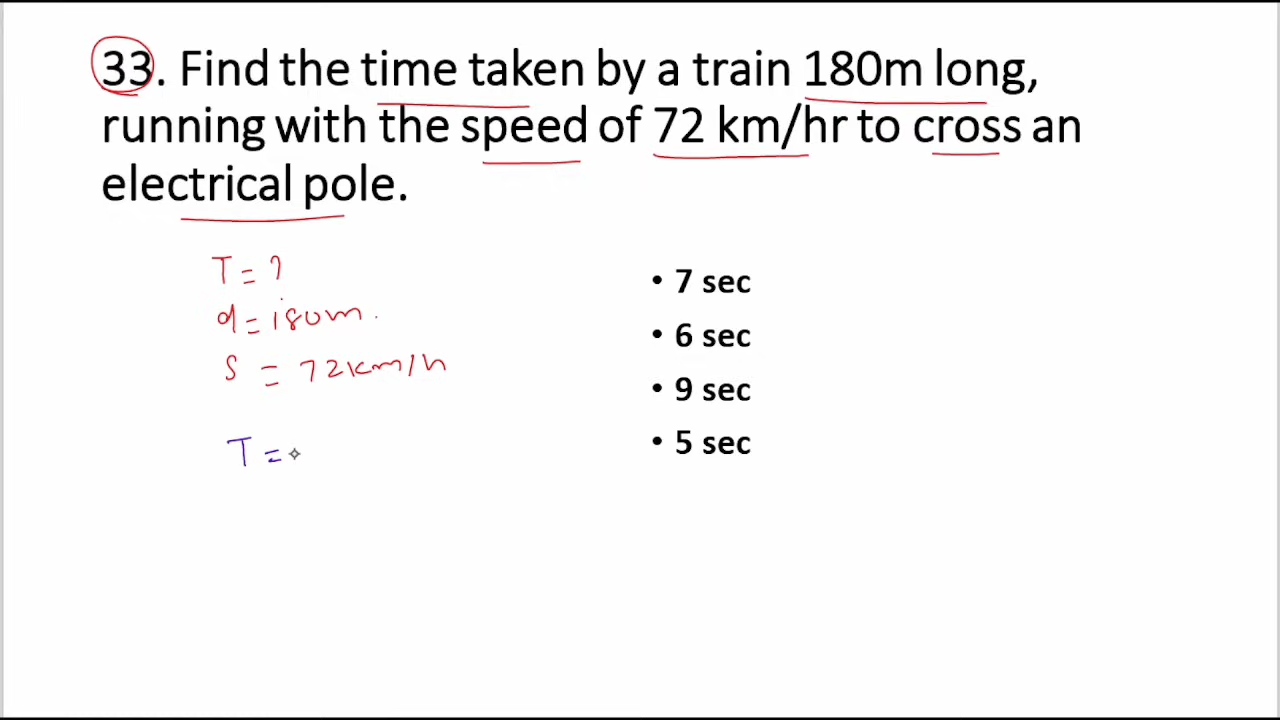 33. Find the time taken by a train 180m long,
running with the speed of 72 km/hr to cross an
electrical pole.
T = ?
d = 180m.
S = 72km/h
T =
• 7 sec
• 6 sec
• 9 sec
• 5 sec